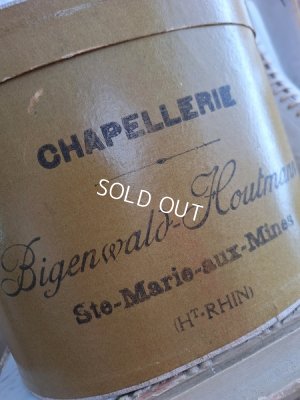 CHAPELLERIE
SOLD OUT
Bigenwald-Houtmann
Ste-Marie-aux-Mines
(HT-RHIN)